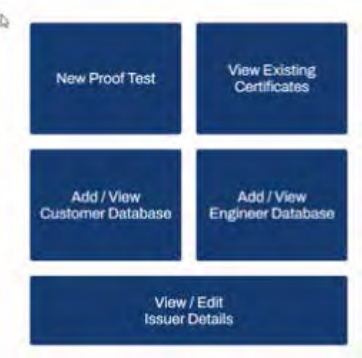 New Proof Test
View Existing
Certificates
Add / View
Customer Database
Add / View
Engineer Database
View / Edit
Issuer Details